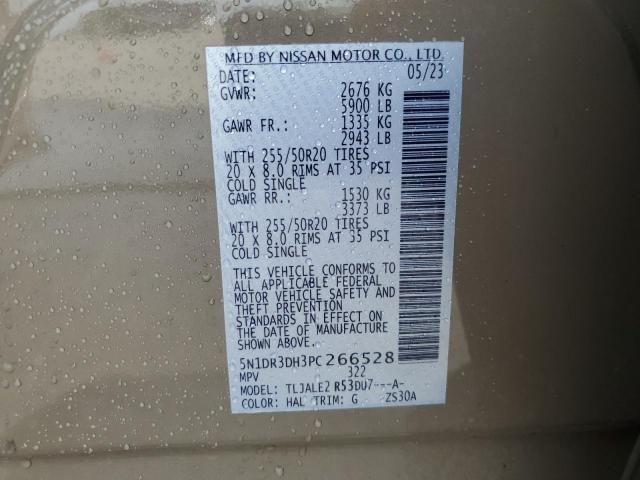 MFD BY NISSAN MOTOR CO., LTD.
DATE: 05/23
GVWR: 2676 KG
5900 LB
GAWR FR.: 1335 KG
2943 LB
WITH 255/50R20 TIRES
20 X 8.0 RIMS AT 35 PSI
COLD SINGLE
GAWR RR.: 1530 KG
3373 LB
WITH 255/50R20 TIRES
20 X 8.0 RIMS AT 35 PSI
COLD SINGLE
THIS VEHICLE CONFORMS TO
ALL APPLICABLE FEDERAL
MOTOR VEHICLE SAFETY AND
THEFT PREVENTION
STANDARDS IN EFFECT ON
THE DATE OF MANUFACTURE
SHOWN ABOVE.
5N1DR3DH3PC266528
MPV 322
MODEL: TLJALE2 R53DU7---A-
COLOR: HAL TRIM: G ZS30A